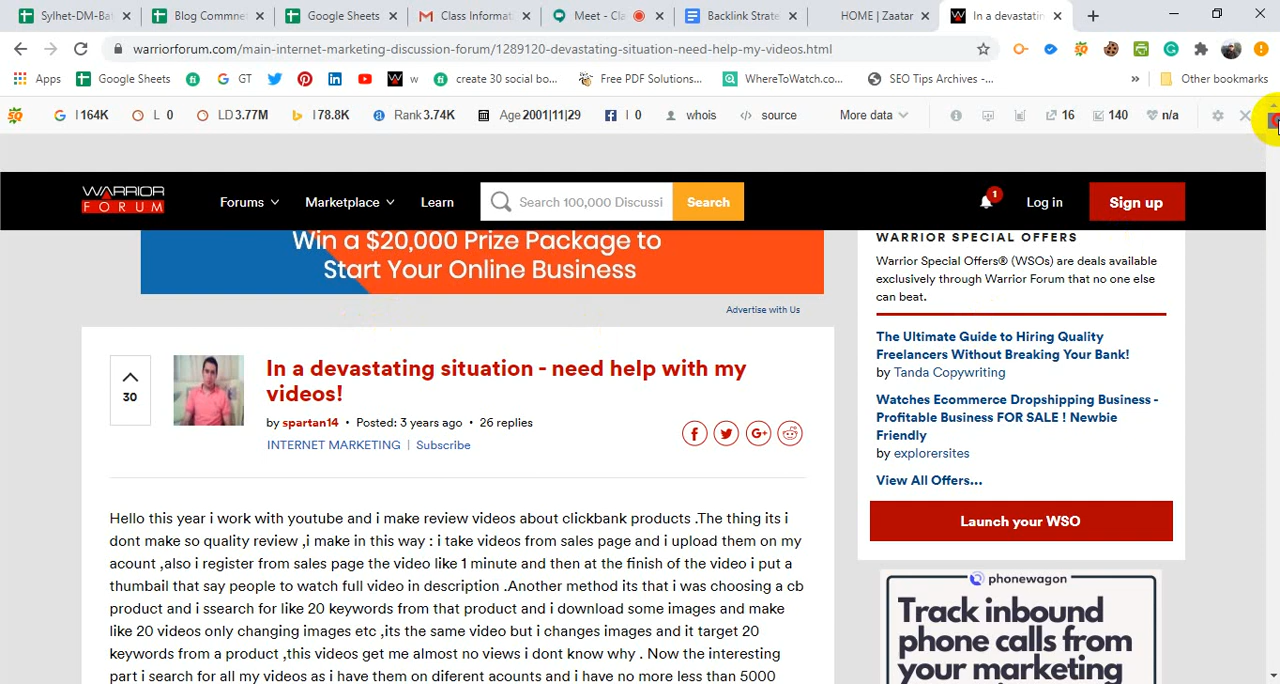 Sylhet-DM-Bat
Blog Commne
Google Sheets
Class Informat
Meet - Cla
Backlink Strate
HOME | Zaatar
In a devastatin
warriorforum.com/main-internet-marketing-discussion-forum/1289120-devastating-situation-need-help-my-videos.html
Apps
Google Sheets
GT
w
create 30 social bo...
Free PDF Solutions...
WhereToWatch.co...
SEO Tips Archives -...
»
Other bookmarks
I 164K
L 0
LD 3.77M
I 78.8K
Rank 3.74K
Age 2001|11|29
I 0
whois
source
More data
16
140
n/a
WARRIOR
FORUM
Forums
Marketplace
Learn
Search 100,000 Discussi
Search
1
Log in
Sign up
Win a $20,000 Prize Package to
Start Your Online Business
Advertise with Us
30
In a devastating situation - need help with my
videos!
by spartan14 • Posted: 3 years ago • 26 replies
INTERNET MARKETING | Subscribe
Hello this year i work with youtube and i make review videos about clickbank products .The thing its i
dont make so quality review ,i make in this way : i take videos from sales page and i upload them on my
acount ,also i register from sales page the video like 1 minute and then at the finish of the video i put a
thumbail that say people to watch full video in description .Another method its that i was choosing a cb
product and i ssearch for like 20 keywords from that product and i download some images and make
like 20 videos only changing images etc ,its the same video but i changes images and it target 20
keywords from a product ,this videos get no almost no views i dont know why . Now the interesting
part i search for all my videos as i have them on diferent acounts and i have no more less than 5000
WARRIOR SPECIAL OFFERS
Warrior Special Offers® (WSOs) are deals available
exclusively through Warrior Forum that no one else
can beat.
The Ultimate Guide to Hiring Quality
Freelancers Without Breaking Your Bank!
by Tanda Copywriting
Watches Ecommerce Dropshipping Business -
Profitable Business FOR SALE ! Newbie
Friendly
by explorersites
View All Offers...
Launch your WSO
phonewagon
Track inbound
phone calls from
your marketing